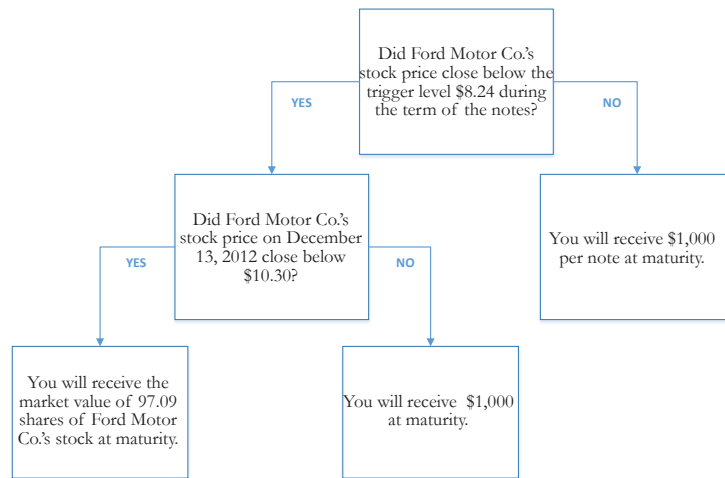 Did Ford Motor Co.'s
stock price close below the
trigger level $8.24 during
the term of the notes?
YES
NO
Did Ford Motor Co.'s
stock price on December
13, 2012 close below
$10.30?
You will receive $1,000
per note at maturity.
YES
NO
You will receive the
market value of 97.09
shares of Ford Motor
Co.'s stock at maturity.
You will receive $1,000
at maturity.